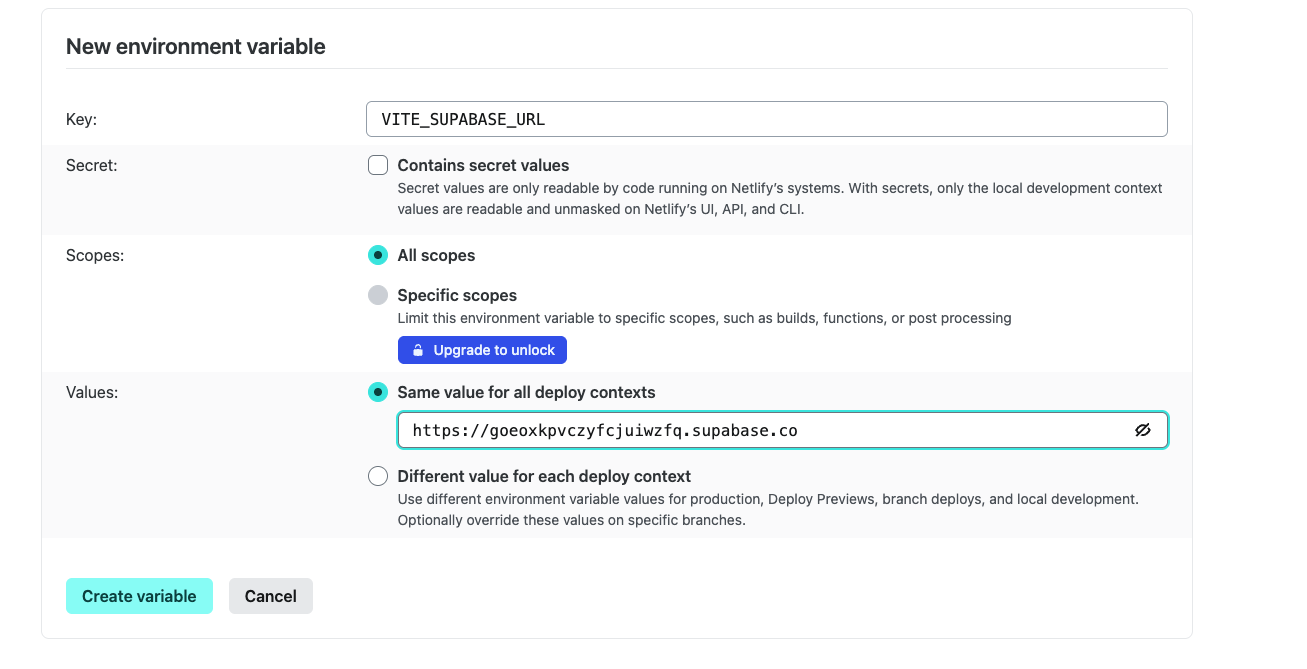 New environment variable
Key:
VITE_SUPABASE_URL
Secret:
Contains secret values
Secret values are only readable by code running on Netlify’s systems. With secrets, only the local development context
values are readable and unmasked on Netlify’s UI, API, and CLI.
Scopes:
All scopes
Specific scopes
Limit this environment variable to specific scopes, such as builds, functions, or post processing
Upgrade to unlock
Values:
Same value for all deploy contexts
https://goeoxkpvczyfcjuiwzfq.supabase.co
Different value for each deploy context
Use different environment variable values for production, Deploy Previews, branch deploys, and local development.
Optionally override these values on specific branches.
Create variable
Cancel